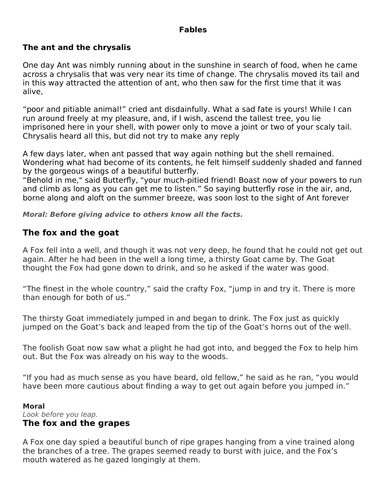 Fables
The ant and the chrysalis
One day Ant was nimbly running about in the sunshine in search of food, when he came
across a chrysalis that was very near its time of change. The chrysalis moved its tail and
in this way attracted the attention of ant, who then saw for the first time that it was
alive,
“poor and pitiable animal!” cried ant disdainfully. What a sad fate is yours! While I can
run around freely at my pleasure, and, if I wish, ascend the tallest tree, you lie
imprisoned here in your shell, with power only to move a joint or two of your scaly tail.
Chrysalis heard all this, but did not try to make any reply
A few days later, when ant passed that way again nothing but the shell remained.
Wondering what had become of its contents, he felt himself suddenly shaded and fanned
by the gorgeous wings of a beautiful butterfly.
"Behold in me," said Butterfly, "your much-pitied friend! Boast now of your powers to run
and climb as long as you can get me to listen.” So saying butterfly rose in the air, and,
borne along and aloft on the summer breeze, was soon lost to the sight of Ant forever
Moral: Before giving advice to others know all the facts.
The fox and the goat
A Fox fell into a well, and though it was not very deep, he found that he could not get out
again. After he had been in the well a long time, a thirsty Goat came by. The Goat
thought the Fox had gone down to drink, and so he asked if the water was good.
“The finest in the whole country,” said the crafty Fox, “jump in and try it. There is more
than enough for both of us.”
The thirsty Goat immediately jumped in and began to drink. The Fox just as quickly
jumped on the Goat’s back and leaped from the tip of the Goat’s horns out of the well.
The foolish Goat now saw what a plight he had got into, and begged the Fox to help him
out. But the Fox was already on his way to the woods.
“If you had as much sense as you have beard, old fellow,” he said as he ran, “you would
have been more cautious about finding a way to get out again before you jumped in.”
Moral
Look before you leap.
The fox and the grapes
A Fox one day spied a beautiful bunch of ripe grapes hanging from a vine trained along
the branches of a tree. The grapes seemed ready to burst with juice, and the Fox’s
mouth watered as he gazed longingly at them.